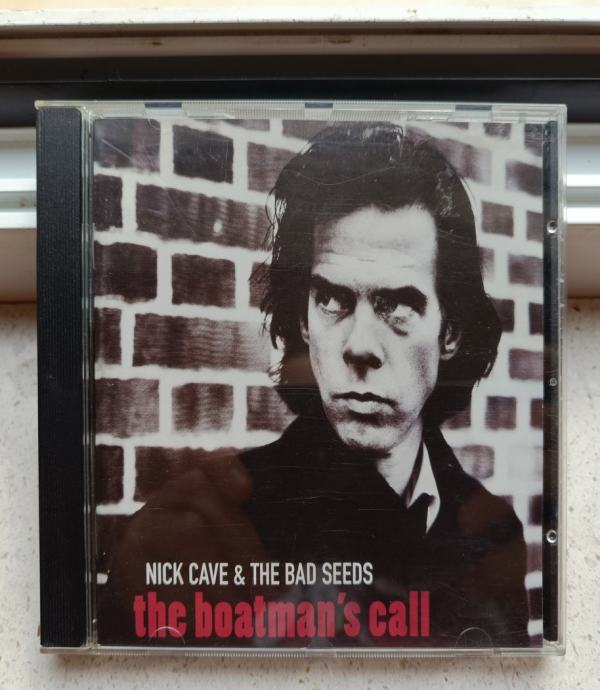 NICK CAVE & THE BAD SEEDS
the boatman's call